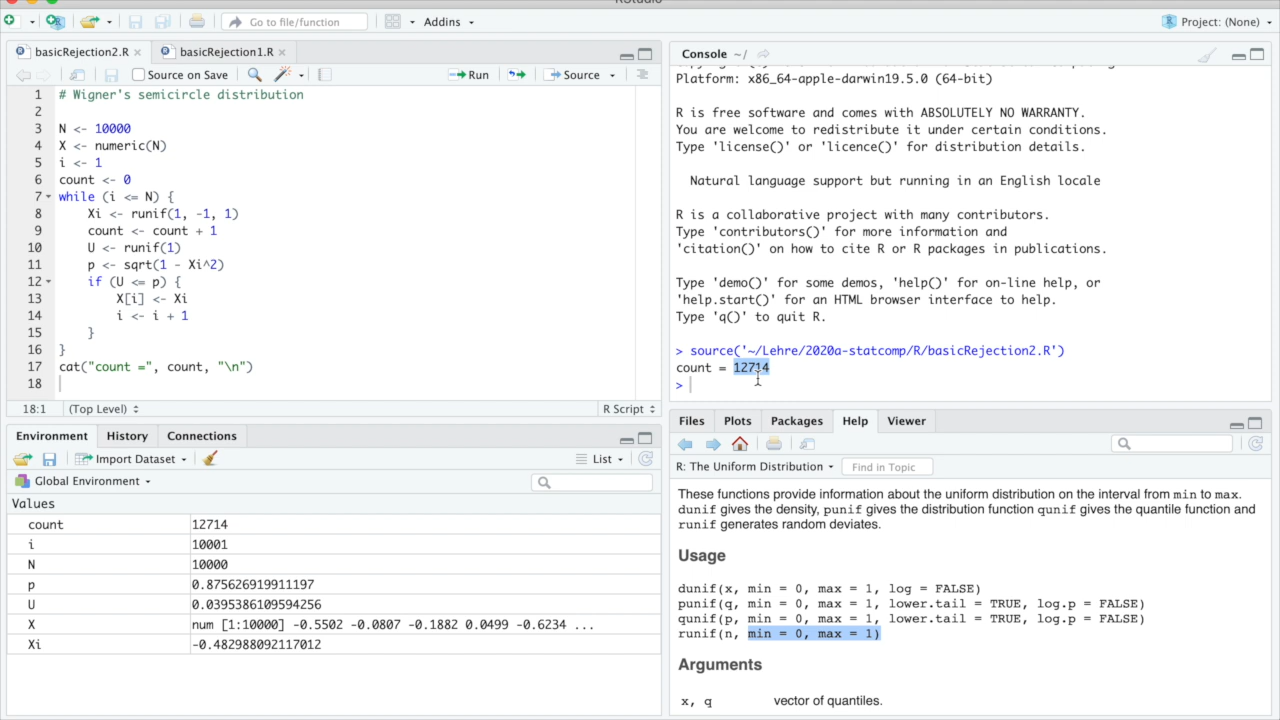 RStudio
Go to file/function
Addins
Project: (None)
basicRejection2.R
basicRejection1.R
Source on Save
Run
Source
1 # Wigner's semicircle distribution
2
3 N <- 10000
4 X <- numeric(N)
5 i <- 1
6 count <- 0
7 while (i <= N) {
8     Xi <- runif(1, -1, 1)
9     count <- count + 1
10     U <- runif(1)
11     p <- sqrt(1 - Xi^2)
12     if (U <= p) {
13         X[i] <- Xi
14         i <- i + 1
15     }
16 }
17 cat("count =", count, "\n")
18
18:1 (Top Level) R Script
Environment History Connections
Import Dataset
List
Global Environment
Values
count 12714
i 10001
N 10000
p 0.875626919911197
U 0.0395386109594256
X num [1:10000] -0.5502 -0.0807 -0.1882 0.0499 -0.6234 ...
Xi -0.482988092117012
Console ~/
Platform: x86_64-apple-darwin19.5.0 (64-bit)
R is free software and comes with ABSOLUTELY NO WARRANTY.
You are welcome to redistribute it under certain conditions.
Type 'license()' or 'licence()' for distribution details.
Natural language support but running in an English locale
R is a collaborative project with many contributors.
Type 'contributors()' for more information and
'citation()' on how to cite R or R packages in publications.
Type 'demo()' for some demos, 'help()' for on-line help, or
'help.start()' for an HTML browser interface to help.
Type 'q()' to quit R.
> source('~/Lehre/2020a-statcomp/R/basicRejection2.R')
count = 12714
>
Files Plots Packages Help Viewer
R: The Uniform Distribution
Find in Topic
These functions provide information about the uniform distribution on the interval from min to max.
dunif gives the density, punif gives the distribution function qunif gives the quantile function and
runif generates random deviates.
Usage
dunif(x, min = 0, max = 1, log = FALSE)
punif(q, min = 0, max = 1, lower.tail = TRUE, log.p = FALSE)
qunif(p, min = 0, max = 1, lower.tail = TRUE, log.p = FALSE)
runif(n, min = 0, max = 1)
Arguments
x, q vector of quantiles.